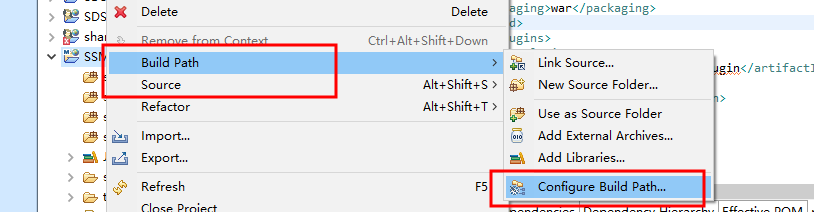 Delete Delete
aging>war</packaging>
SDS
d>
shar
Remove from Context Ctrl+Alt+Shift+Down
ugins>
SSM
Build Path
Link Source...
ugin</artifactI
Source Alt+Shift+S
New Source Folder...
Refactor Alt+Shift+T
Use as Source Folder
Import...
Add External Archives...
Export...
Add Libraries...
Refresh F5
Configure Build Path...
Close Project
pendencies Dependency Hierarchy Effective POM